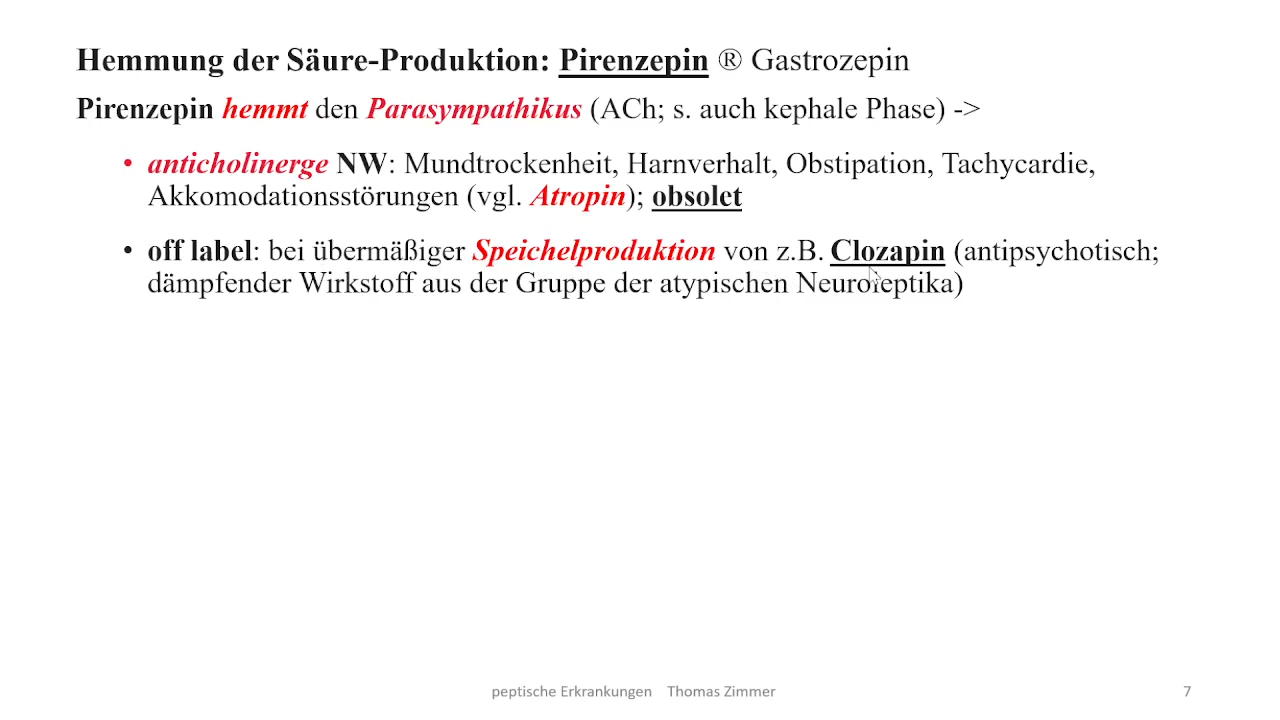 Hemmung der Säure-Produktion: Pirenzepin ® Gastrozepin
Pirenzepin hemmt den Parasympathikus (ACh; s. auch kephale Phase) ->
• anticholinerge NW: Mundtrockenheit, Harnverhalt, Obstipation, Tachycardie,
Akkomodationsstörungen (vgl. Atropin); obsolet
• off label: bei übermäßiger Speichelproduktion von z.B. Clozapin (antipsychotisch;
dämpfender Wirkstoff aus der Gruppe der atypischen Neuroleptika)
peptische Erkrankungen Thomas Zimmer
7